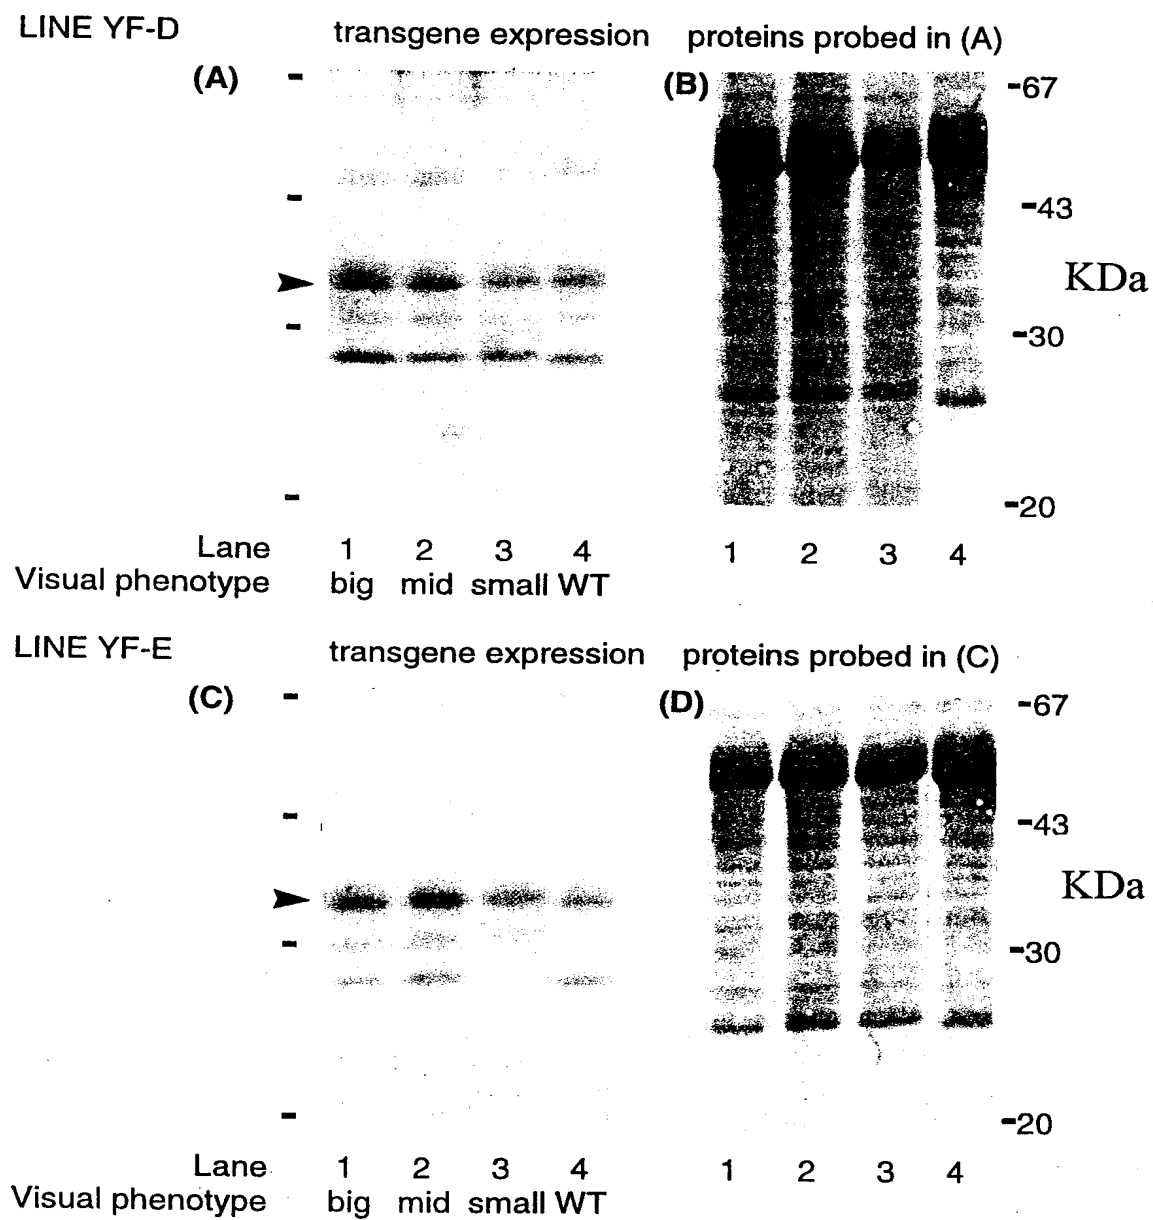 LINE YF-D
transgene expression proteins probed in (A)
(A) (B) -67
-43
KDa
-30
-20
Lane 1 2 3 4 1 2 3 4
Visual phenotype big mid small WT
LINE YF-E
transgene expression proteins probed in (C)
(C) (D) -67
-43
KDa
-30
-20
Lane 1 2 3 4 1 2 3 4
Visual phenotype big mid small WT